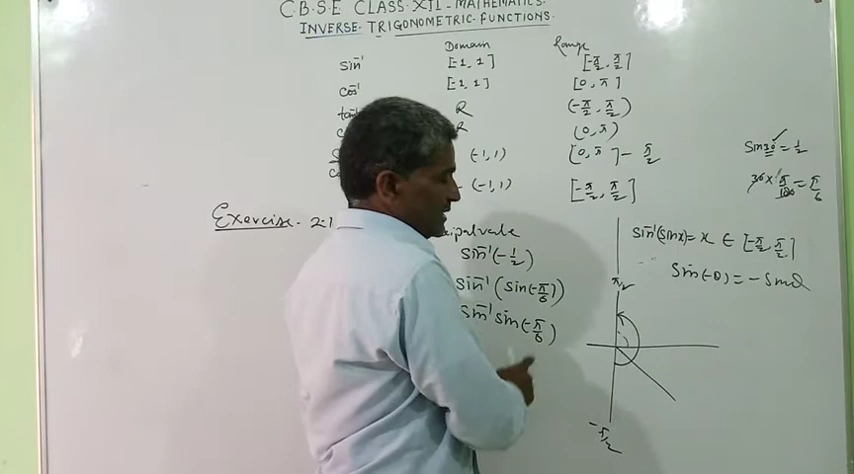 C.B.S.E CLASS XII - MATHEMATICS.
INVERSE TRIGONOMETRIC FUNCTIONS.
Domain Range
sin⁻¹ [-1, 1] [-π/2, π/2]
cos⁻¹ [-1, 1] [0, π]
tan⁻¹ R (-π/2, π/2)
R (0, π)
(-1, 1) [0, π] - π/2
(-1, 1) [-π/2, π/2]
Sin 30 = 1/2
30 × π/180 = π/6
Exercise - 2.1
sin⁻¹(-1/2)
sin⁻¹(sin(-π/6))
sin⁻¹ sin(-π/6)
sin⁻¹(sin x) = x ∈ [-π/2, π/2]
Sin(-θ) = -Sinθ
π/2
-π/2